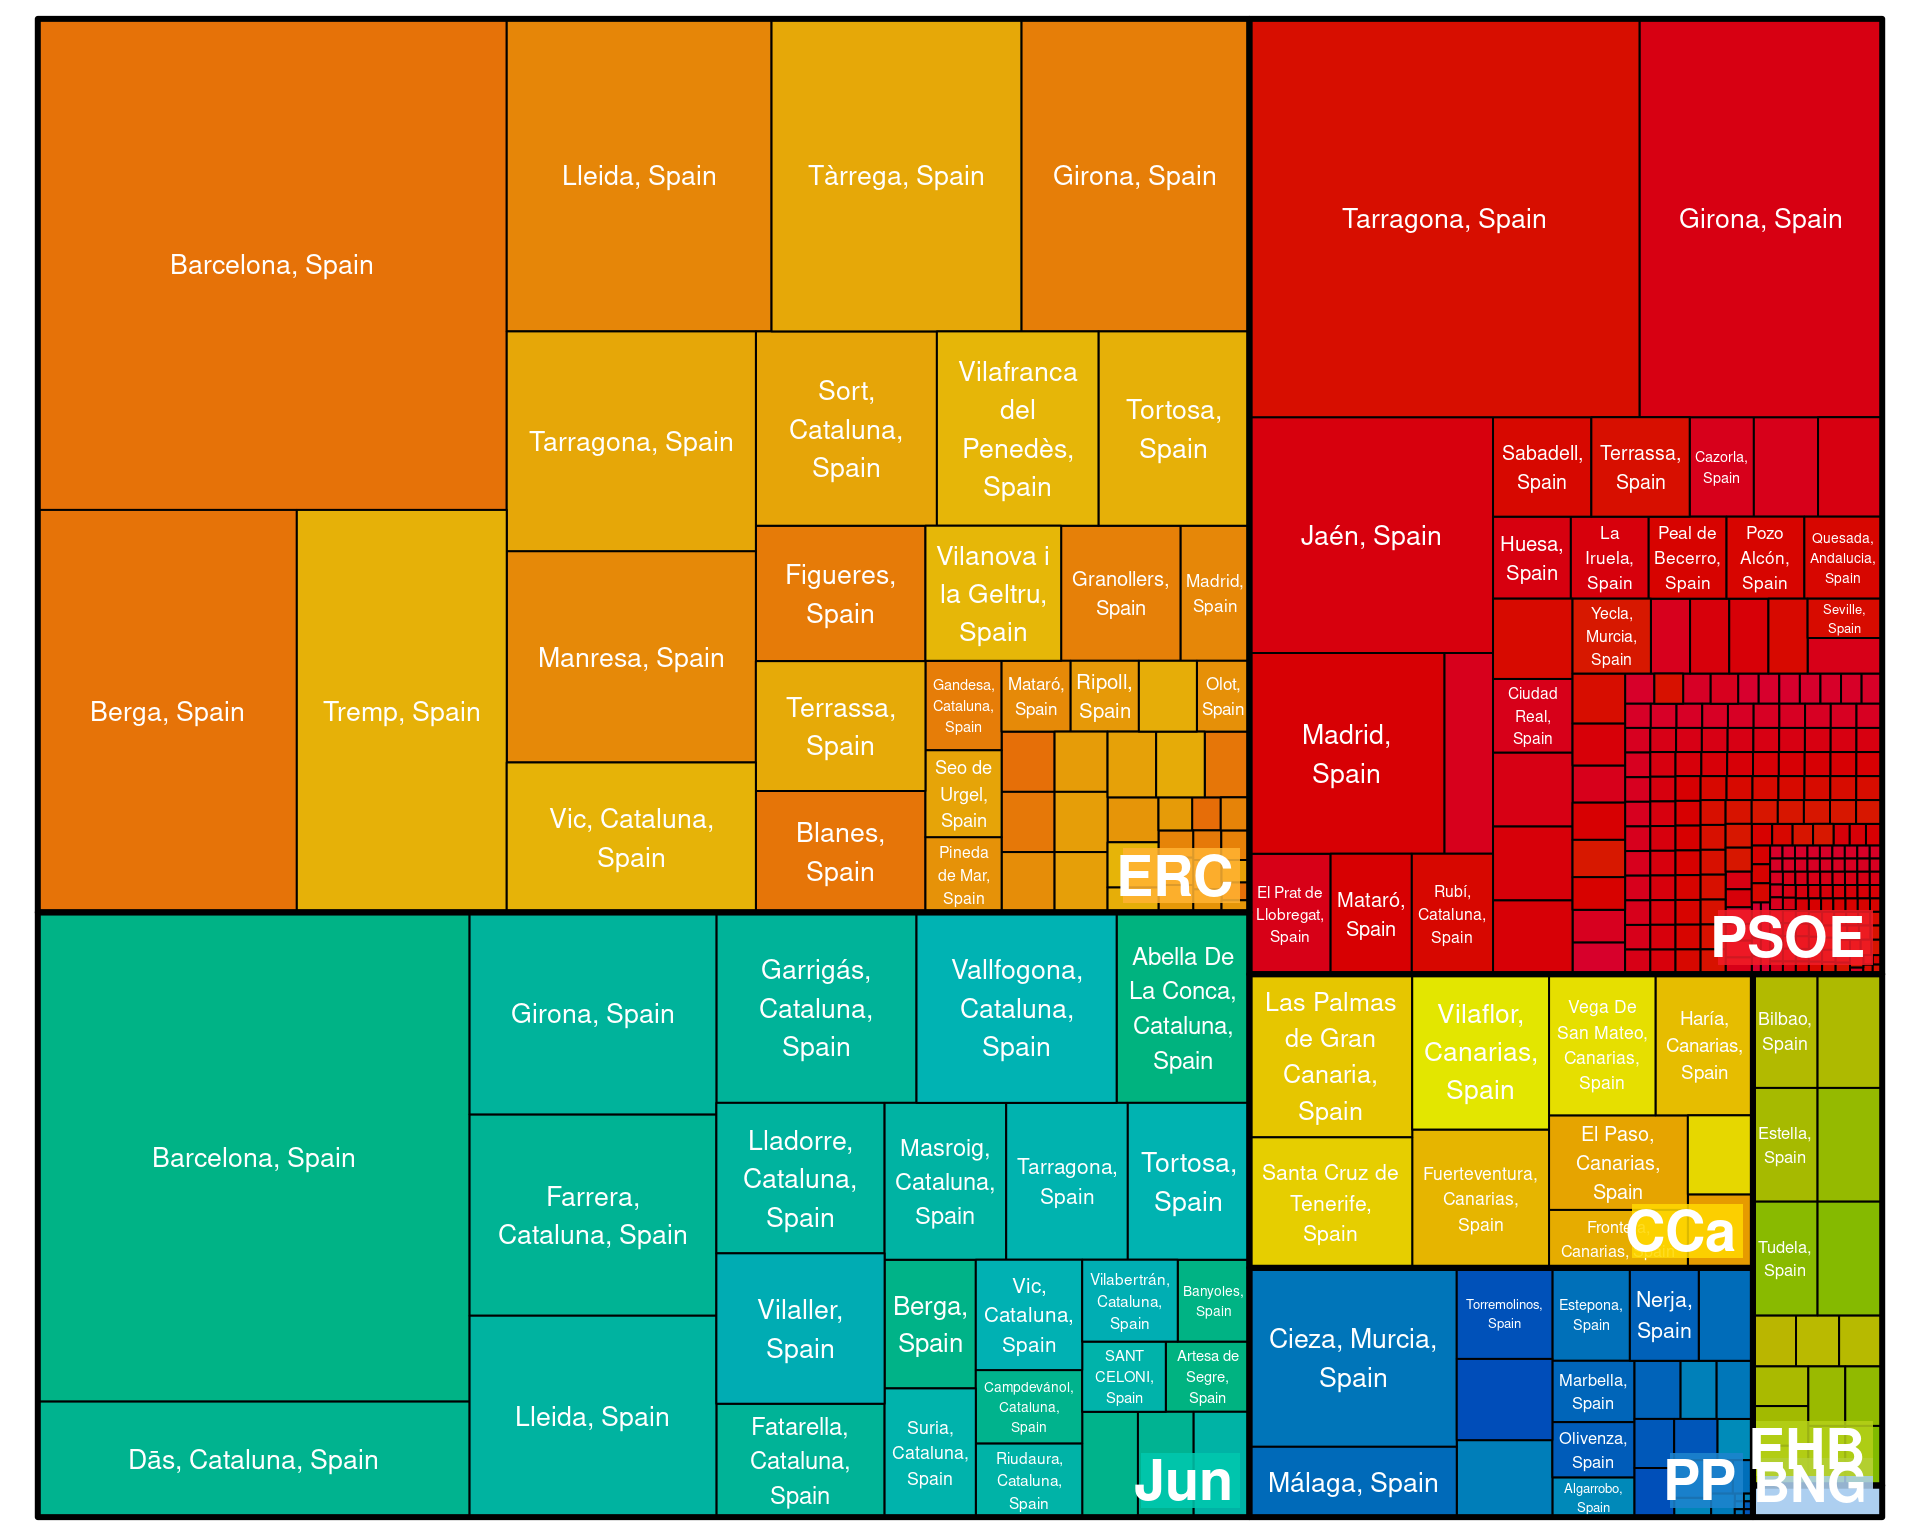 Barcelona, Spain
Lleida, Spain
Tàrrega, Spain
Girona, Spain
Berga, Spain
Tremp, Spain
Tarragona, Spain
Manresa, Spain
Vic, Cataluna,
Spain
Sort,
Cataluna,
Spain
Vilafranca
del
Penedès,
Spain
Tortosa,
Spain
Figueres,
Spain
Vilanova i
la Geltru,
Spain
Granollers,
Spain
Madrid,
Spain
Terrassa,
Spain
Blanes,
Spain
Gandesa,
Cataluna,
Spain
Mataró,
Spain
Ripoll,
Spain
Olot,
Spain
Seo de
Urgel,
Spain
Pineda
de Mar,
Spain
ERC
Tarragona, Spain
Girona, Spain
Jaén, Spain
Sabadell,
Spain
Terrassa,
Spain
Cazorla,
Spain
Huesa,
Spain
La
Iruela,
Spain
Peal de
Becerro,
Spain
Pozo
Alcón,
Spain
Quesada,
Andalucia,
Spain
Yecla,
Murcia,
Spain
Seville,
Spain
Madrid,
Spain
Ciudad
Real,
Spain
El Prat de
Llobregat,
Spain
Mataró,
Spain
Rubí,
Cataluna,
Spain
PSOE
Barcelona, Spain
Dās, Cataluna, Spain
Girona, Spain
Farrera,
Cataluna, Spain
Lleida, Spain
Garrigás,
Cataluna,
Spain
Vallfogona,
Cataluna,
Spain
Abella De
La Conca,
Cataluna,
Spain
Lladorre,
Cataluna,
Spain
Masroig,
Cataluna,
Spain
Tarragona,
Spain
Tortosa,
Spain
Vilaller,
Spain
Fatarella,
Cataluna,
Spain
Berga,
Spain
Suria,
Cataluna,
Spain
Vic,
Cataluna,
Spain
Campdevánol,
Cataluna,
Spain
Riudaura,
Cataluna,
Spain
Vilabertrán,
Cataluna,
Spain
Banyoles,
Spain
SANT
CELONI,
Spain
Artesa de
Segre,
Spain
Jun
Las Palmas
de Gran
Canaria,
Spain
Santa Cruz de
Tenerife,
Spain
Vilaflor,
Canarias,
Spain
Fuerteventura,
Canarias,
Spain
Vega De
San Mateo,
Canarias,
Spain
Haría,
Canarias,
Spain
El Paso,
Canarias,
Spain
Canarias,
CCa
Cieza, Murcia,
Spain
Málaga, Spain
Torremolinos,
Spain
Estepona,
Spain
Nerja,
Spain
Marbella,
Spain
Olivenza,
Spain
Algarrobo,
Spain
PP
Bilbao,
Spain
Estella,
Spain
Tudela,
Spain
EHB
BNG